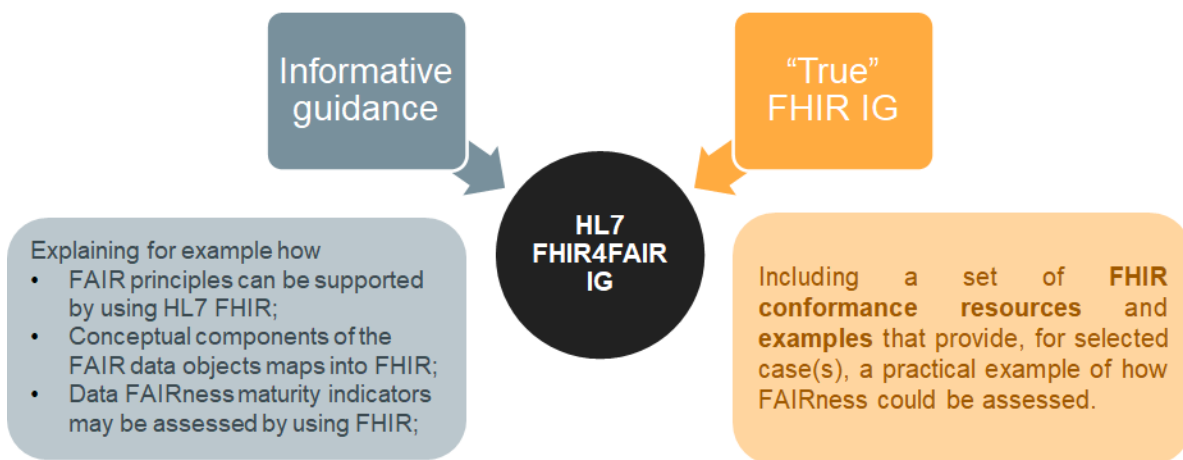 Informative
guidance
“True”
FHIR IG
HL7
FHIR4FAIR
IG
Explaining for example how
• FAIR principles can be supported
by using HL7 FHIR;
• Conceptual components of the
FAIR data objects maps into FHIR;
• Data FAIRness maturity indicators
may be assessed by using FHIR;
Including a set of FHIR
conformance resources and
examples that provide, for selected
case(s), a practical example of how
FAIRness could be assessed.